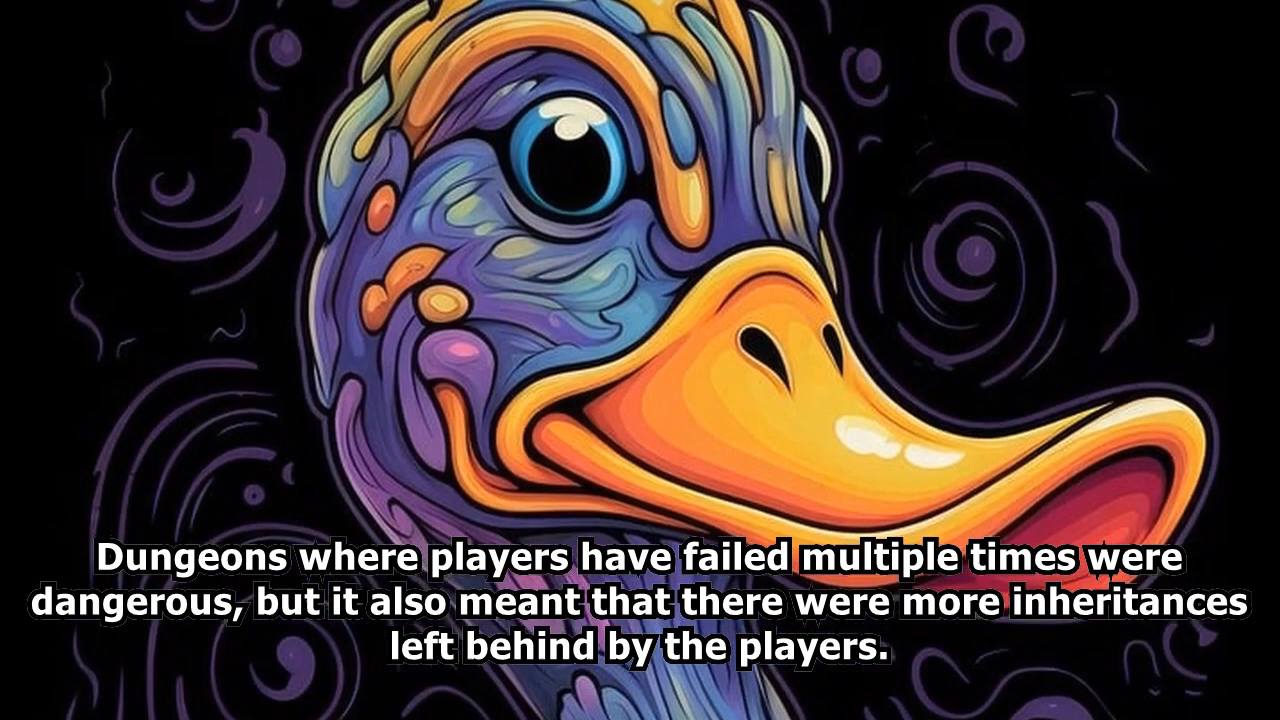 Dungeons where players have failed multiple times were
dangerous, but it also meant that there were more inheritances
left behind by the players.